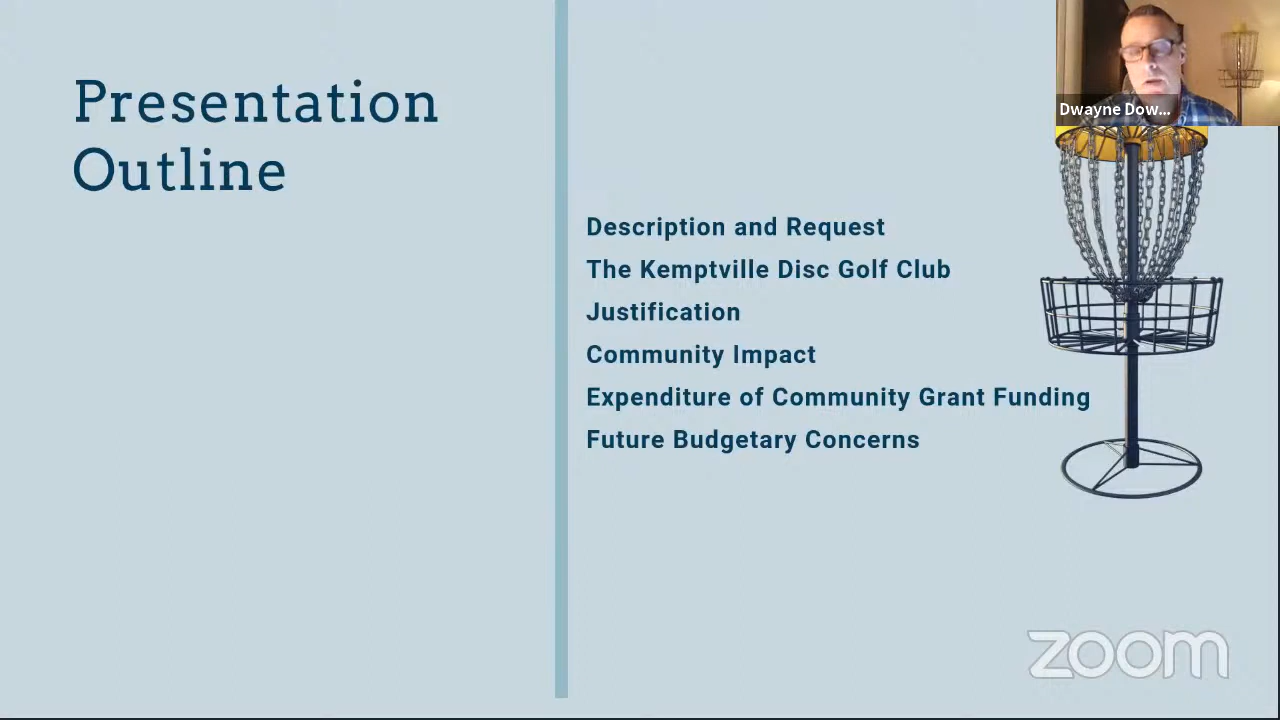 Presentation
Outline
Dwayne Dow...
Description and Request
The Kemptville Disc Golf Club
Justification
Community Impact
Expenditure of Community Grant Funding
Future Budgetary Concerns
zoom